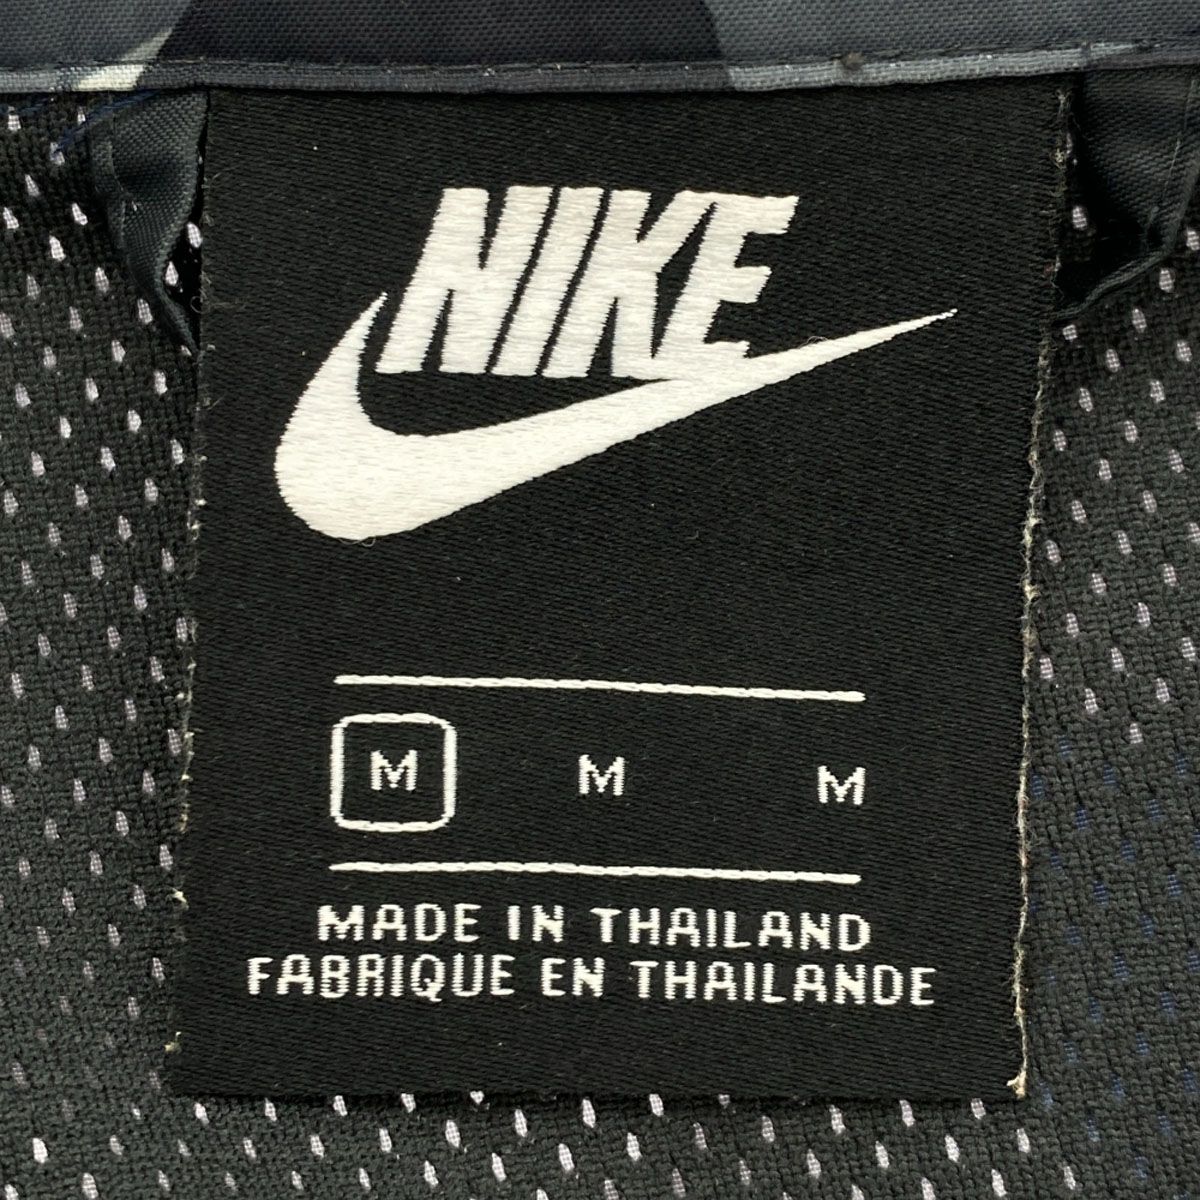 NIKE
M M M
MADE IN THAILAND
FABRIQUE EN THAILANDE